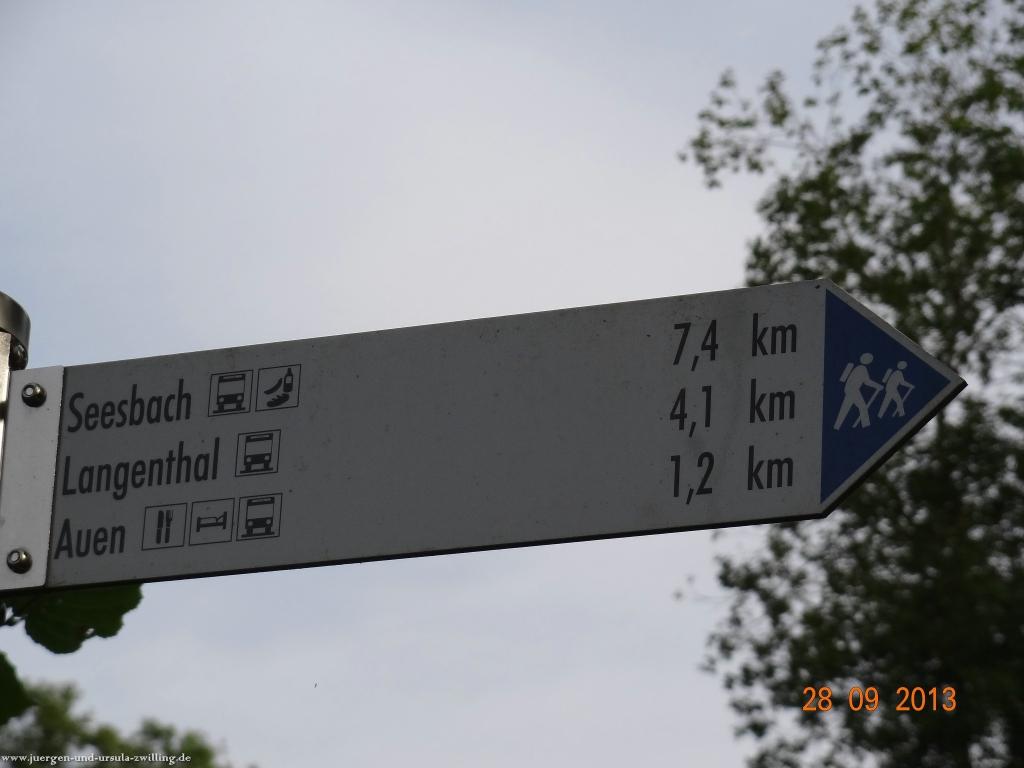 Seesbach 7,4 km
Langenthal 4,1 km
Auen 1,2 km
28 09 2013
www.juergen-und-ursula-zwilling.de